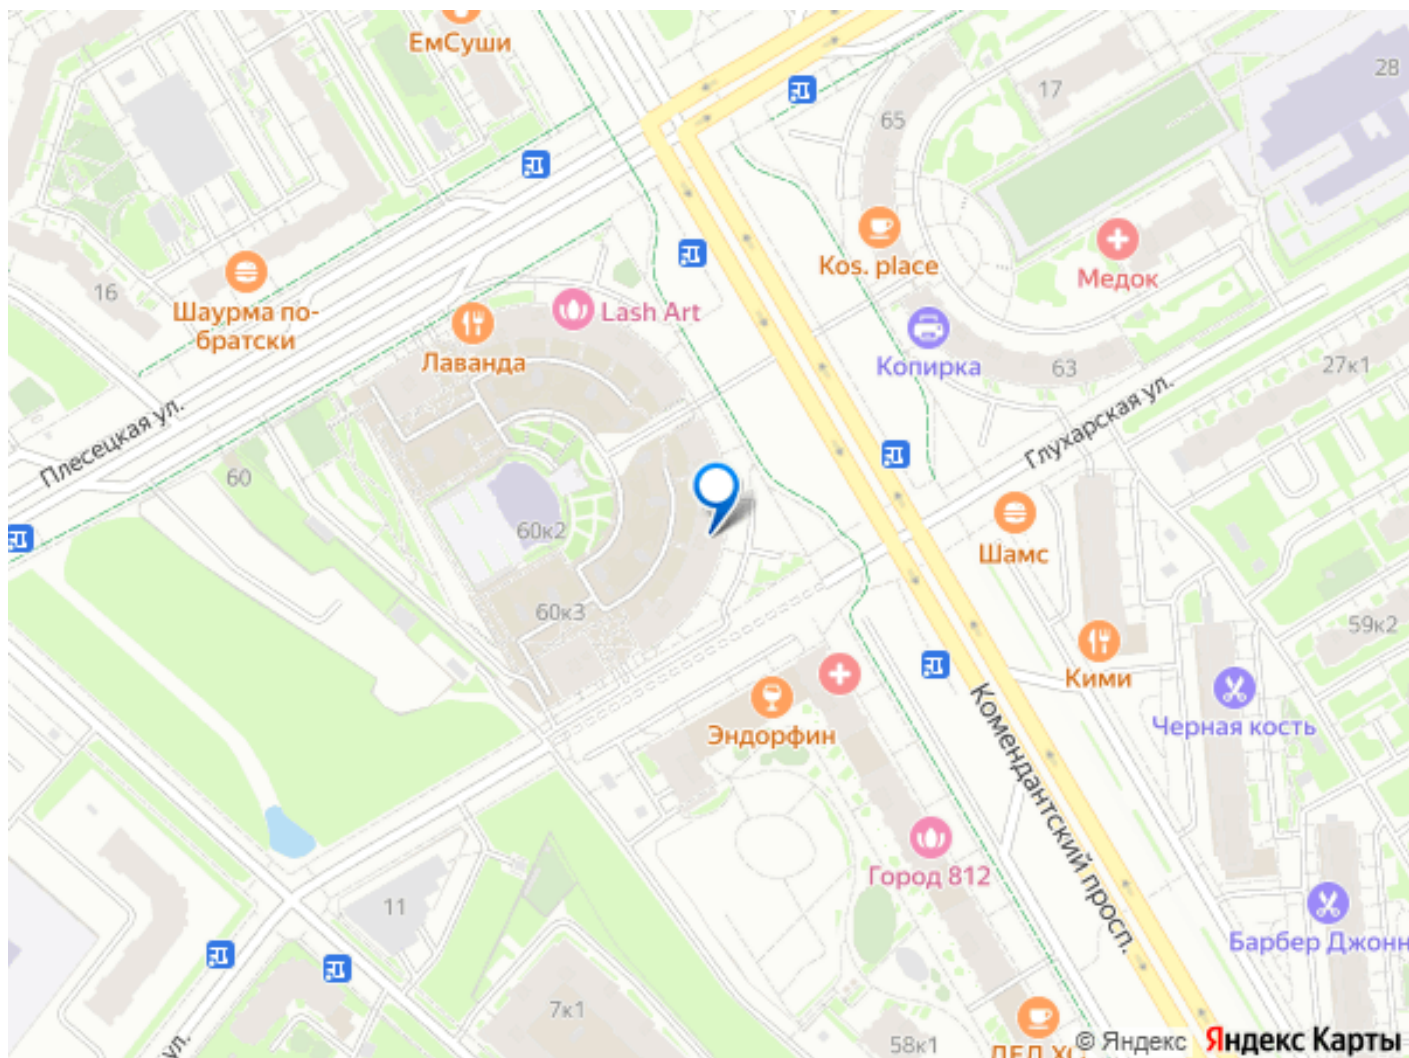 ЕмСуши
28
17
65
Kos. place
Медок
16
Шаурма по-
братски
Lash Art
Лаванда
Копирка
63
27к1
Плесецкая ул.
Глухарская ул.
60
60к2
Шамс
60к3
59к2
Кими
Эндорфин
Черная кость
Комендантский просп.
Город 812
11
Барбер Джонн
7к1
58к1
ул.
© Яндекс
Яндекс Карты